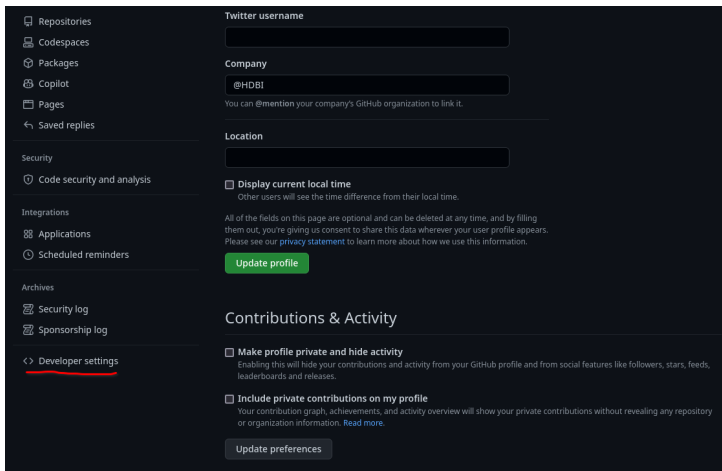 Repositories
Codespaces
Packages
Copilot
Pages
Saved replies
Security
Code security and analysis
Integrations
Applications
Scheduled reminders
Archives
Security log
Sponsorship log
Developer settings
Twitter username
Company
@HDBI
You can @mention your company's GitHub organization to link it.
Location
Display current local time
Other users will see the time difference from their local time.
All of the fields on this page are optional and can be deleted at any time, and by filling
them out, you're giving us consent to share this data wherever your user profile appears.
Please see our privacy statement to learn more about how we use this information.
Update profile
Contributions & Activity
Make profile private and hide activity
Enabling this will hide your contributions and activity from your GitHub profile and from social features like followers, stars, feeds,
leaderboards and releases.
Include private contributions on my profile
Your contribution graph, achievements, and activity overview will show your private contributions without revealing any repository
or organization information. Read more.
Update preferences